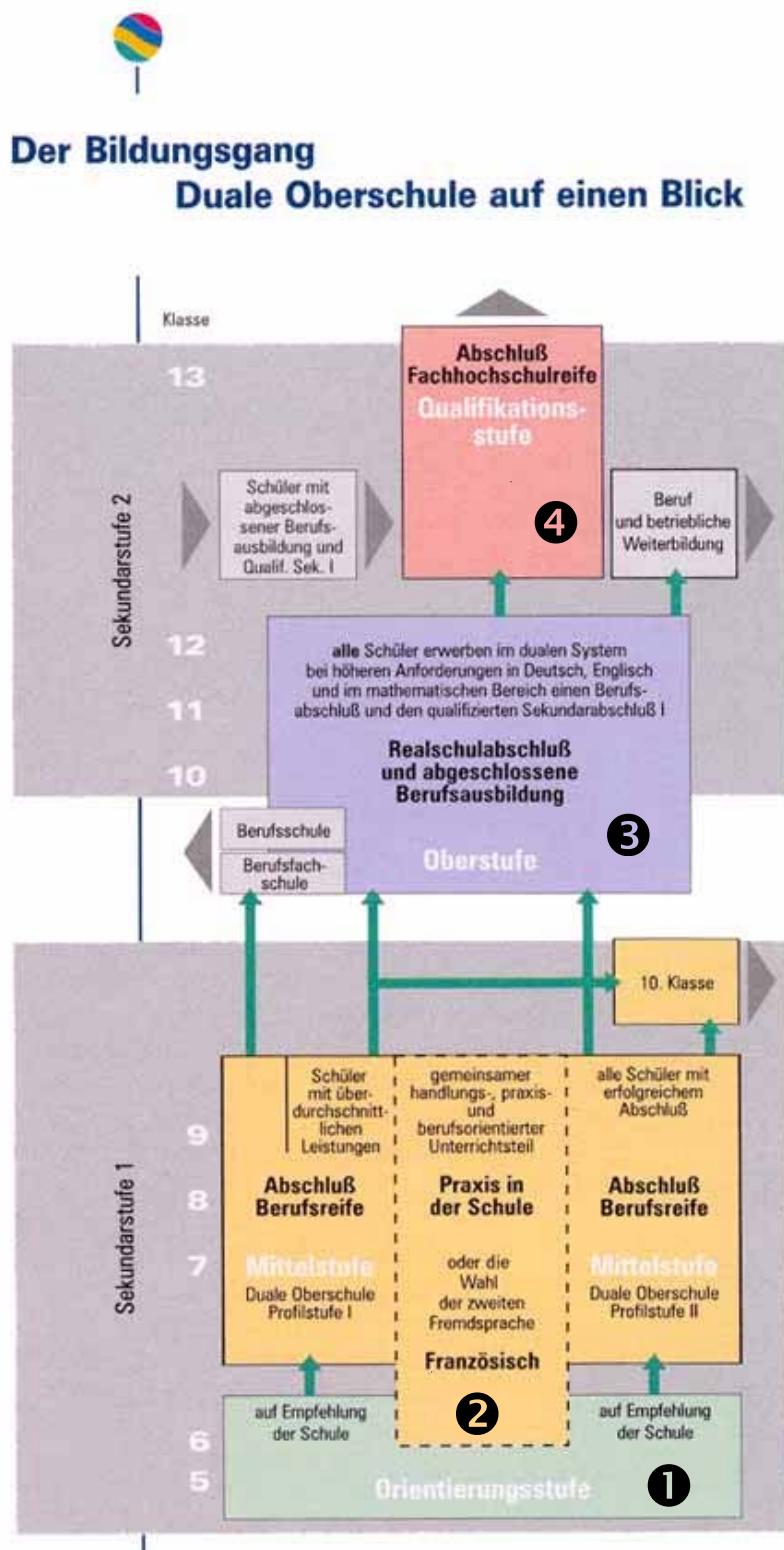 Der Bildungsgang
Duale Oberschule auf einen Blick
Klasse
13
Abschluß
Fachhochschulreife
Qualifikations-
stufe
4
Sekundarstufe 2
Schüler mit
abgeschlos-
sener Berufs-
ausbildung und
Qualif. Sek. I
Beruf
und betriebliche
Weiterbildung
12
11
10
alle Schüler erwerben im dualen System
bei höheren Anforderungen in Deutsch, Englisch
und im mathematischen Bereich einen Berufs-
abschluß und den qualifizierten Sekundarabschluß I
Realschulabschluß
und abgeschlossene
Berufsausbildung
Oberstufe
3
Berufsschule
Berufsfach-
schule
10. Klasse
Sekundarstufe 1
9
8
7
Schüler
mit über-
durchschnitt-
lichen
Leistungen
Abschluß
Berufsreife
Mittelstufe
Duale Oberschule
Profilstufe I
gemeinsamer
handlungs-, praxis-
und
berufsorientierter
Unterrichtsteil
Praxis in
der Schule
oder die
Wahl
der zweiten
Fremdsprache
Französisch
2
alle Schüler mit
erfolgreichem
Abschluß
Abschluß
Berufsreife
Mittelstufe
Duale Oberschule
Profilstufe II
6
5
auf Empfehlung
der Schule
auf Empfehlung
der Schule
Orientierungsstufe
1